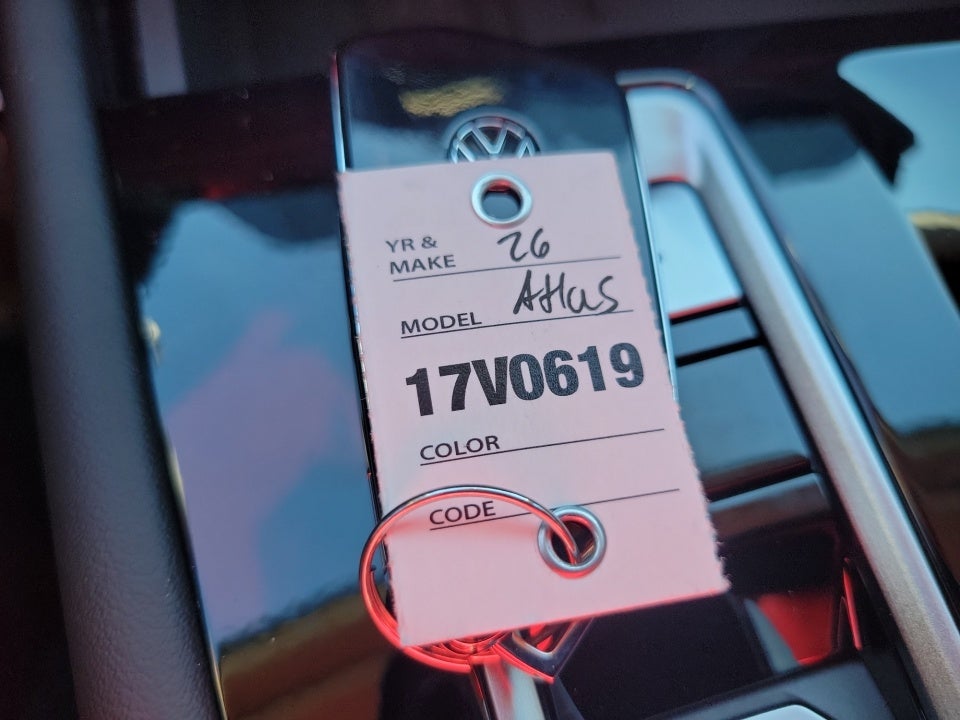 YR &
MAKE 26
MODEL Atlas
17V0619
COLOR
CODE